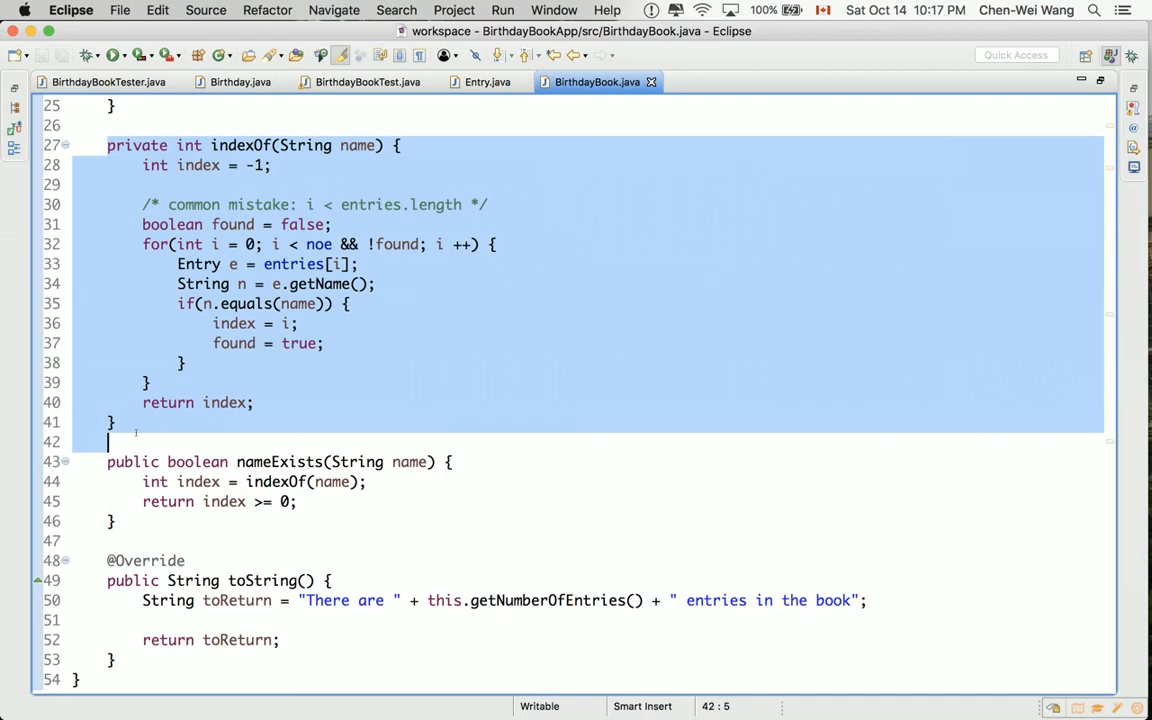 Eclipse File Edit Source Refactor Navigate Search Project Run Window Help 100% Sat Oct 14 10:17 PM Chen-Wei Wang
workspace - BirthdayBookApp/src/BirthdayBook.java - Eclipse
Quick Access
BirthdayBookTester.java Birthday.java BirthdayBookTest.java Entry.java BirthdayBook.java
25 }
26
27 private int indexOf(String name) {
28 int index = -1;
29
30 /* common mistake: i < entries.length */
31 boolean found = false;
32 for(int i = 0; i < noe && !found; i ++) {
33 Entry e = entries[i];
34 String n = e.getName();
35 if(n.equals(name)) {
36 index = i;
37 found = true;
38 }
39 }
40 return index;
41 }
42
43 public boolean nameExists(String name) {
44 int index = indexOf(name);
45 return index >= 0;
46 }
47
48 @Override
49 public String toString() {
50 String toReturn = "There are " + this.getNumberOfEntries() + " entries in the book";
51
52 return toReturn;
53 }
54 }
Writable Smart Insert 42 : 5